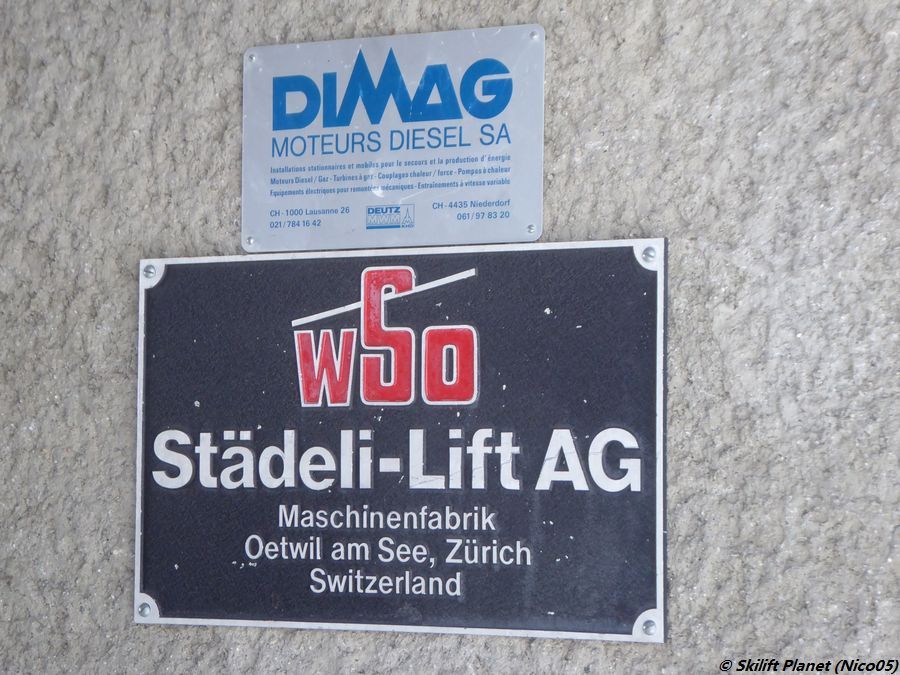 DIMAG
MOTEURS DIESEL SA
Installations stationnaires et mobiles pour le secours et la production d'énergie
Moteurs Diesel / Gaz - Turbines à gaz - Couplages chaleur / force - Pompes à chaleur
Equipements électriques pour remontées mécaniques - Entraînements à vitesse variable
CH - 1000 Lausanne 26
021/784 16 42
DEUTZ
MWM
KHD
CH - 4435 Niederdorf
061/97 83 20
WSO
Städeli-Lift AG
Maschinenfabrik
Oetwil am See, Zürich
Switzerland
© Skilift Planet (Nico05)